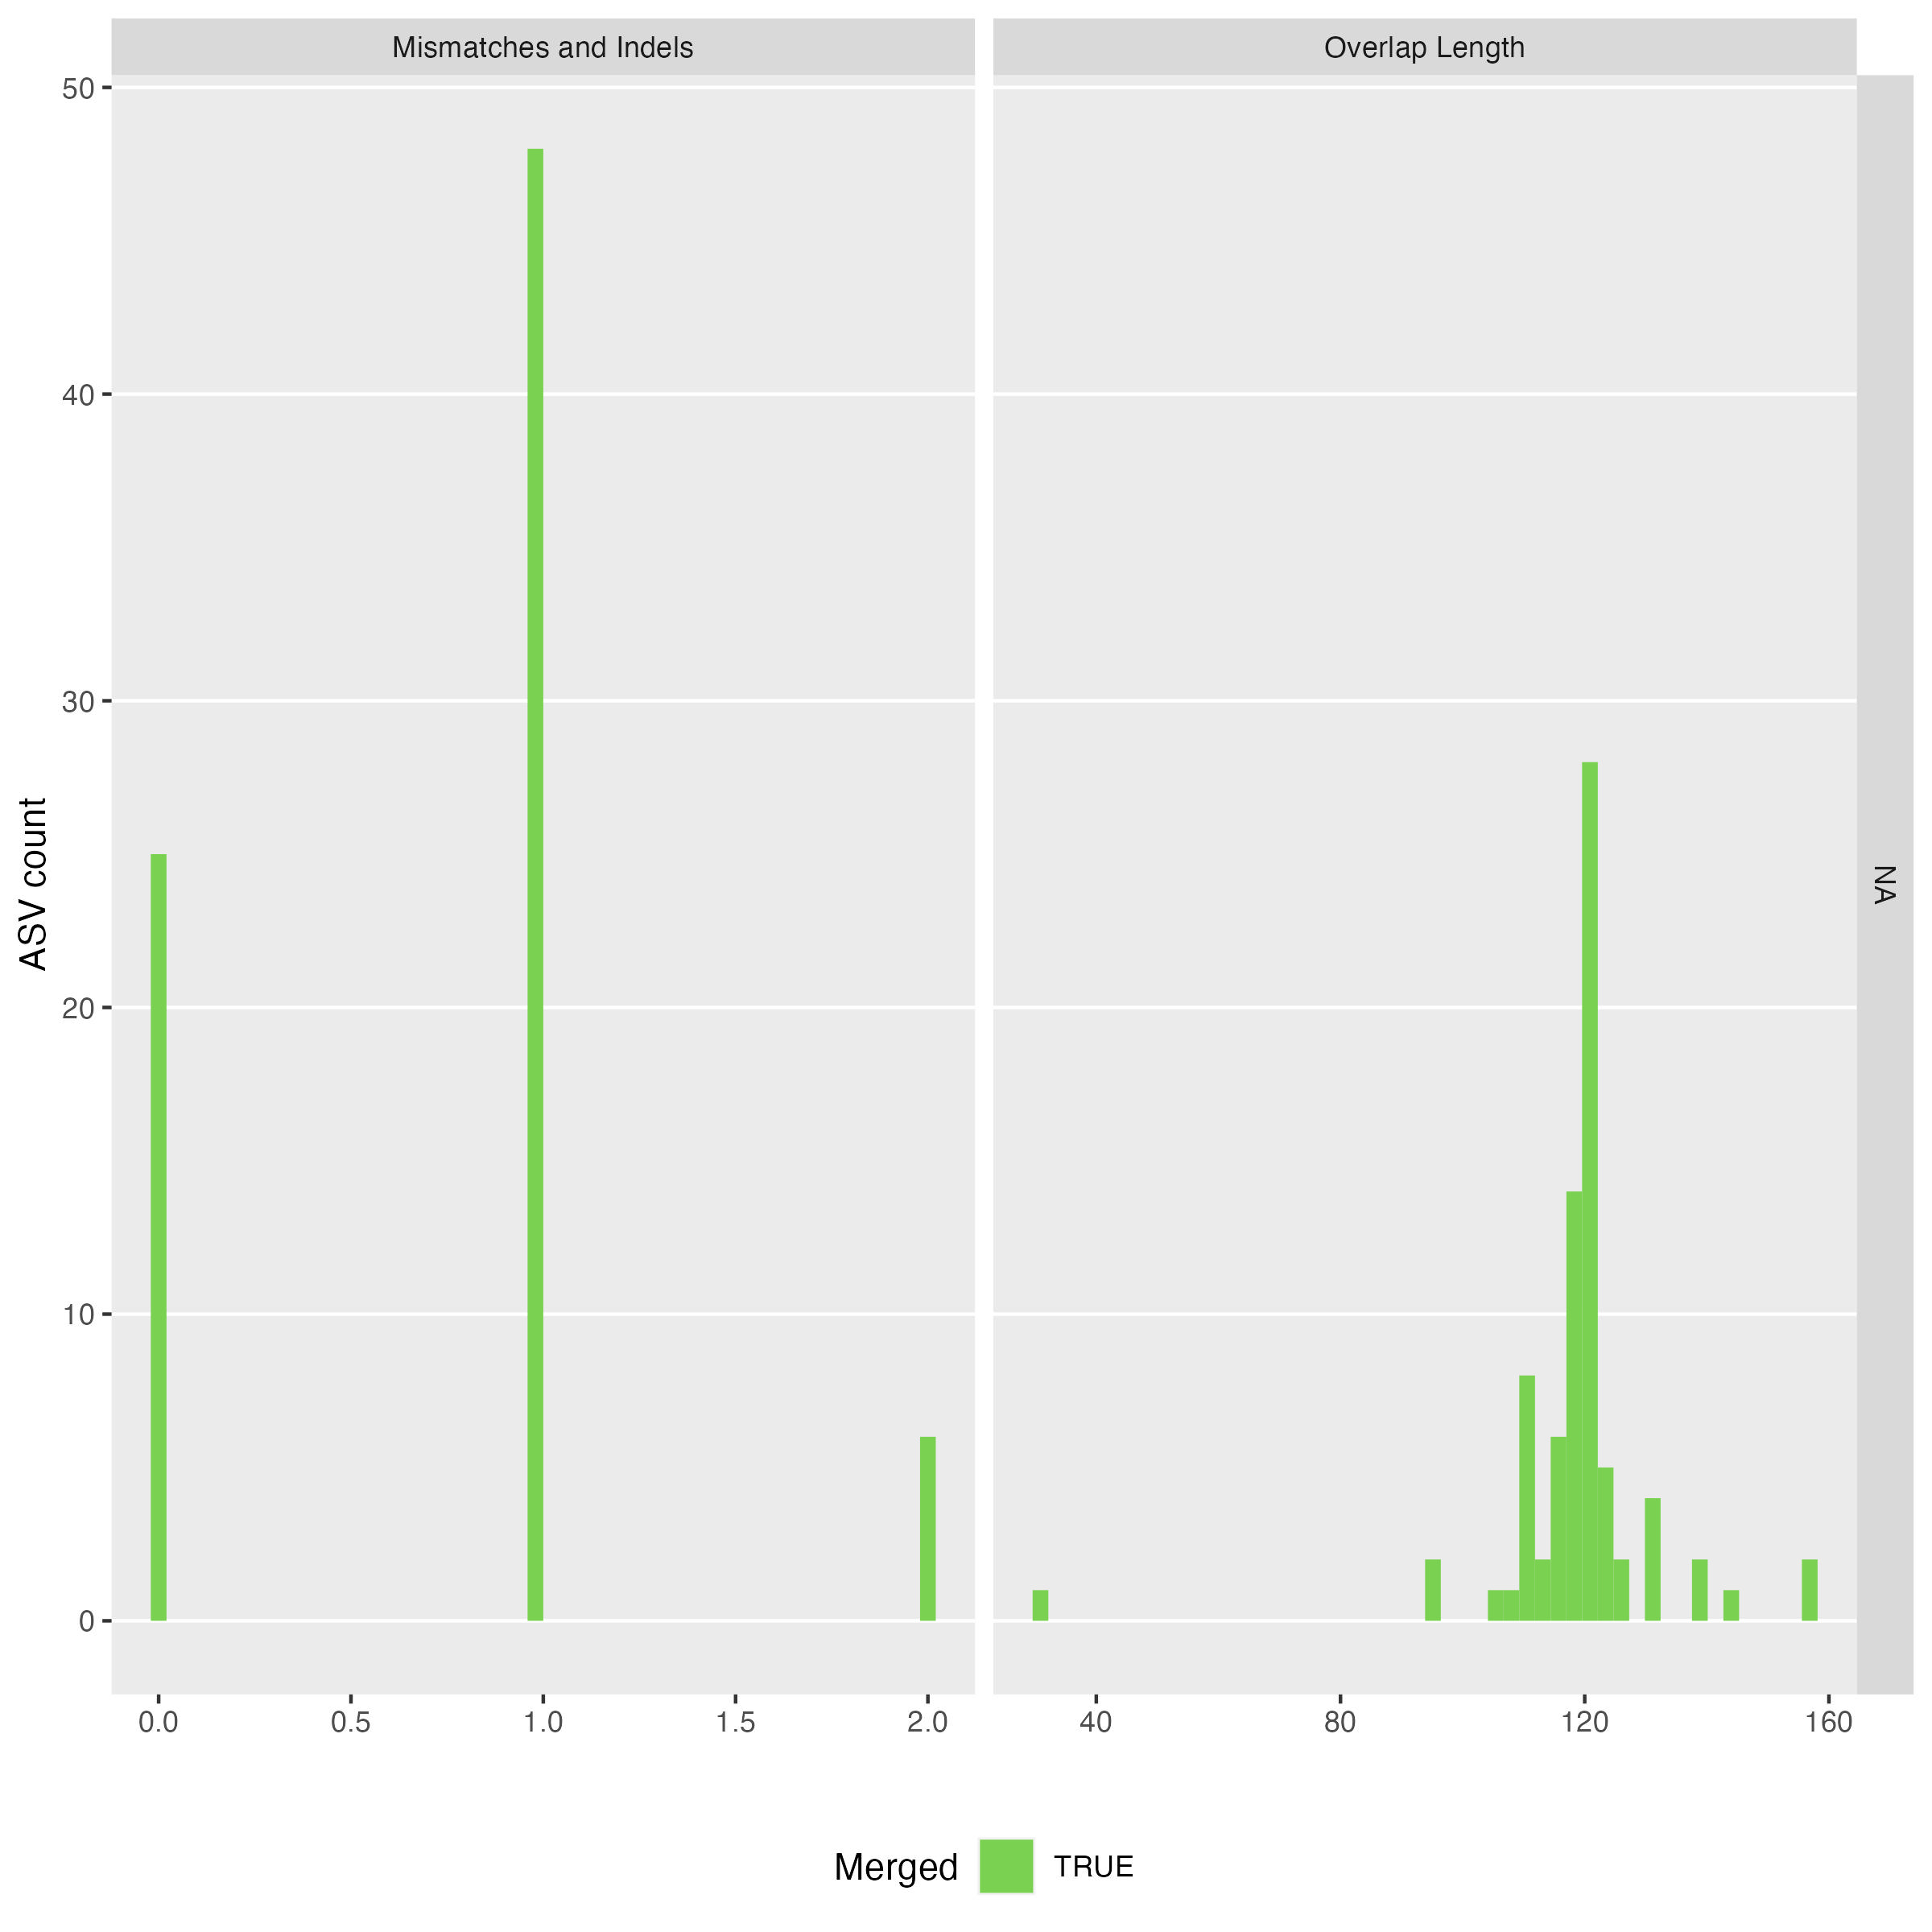 Mismatches and Indels
Overlap Length
50
40
30
20
10
0
ASV count
NA
0.0 0.5 1.0 1.5 2.0
40 80 120 160
Merged TRUE